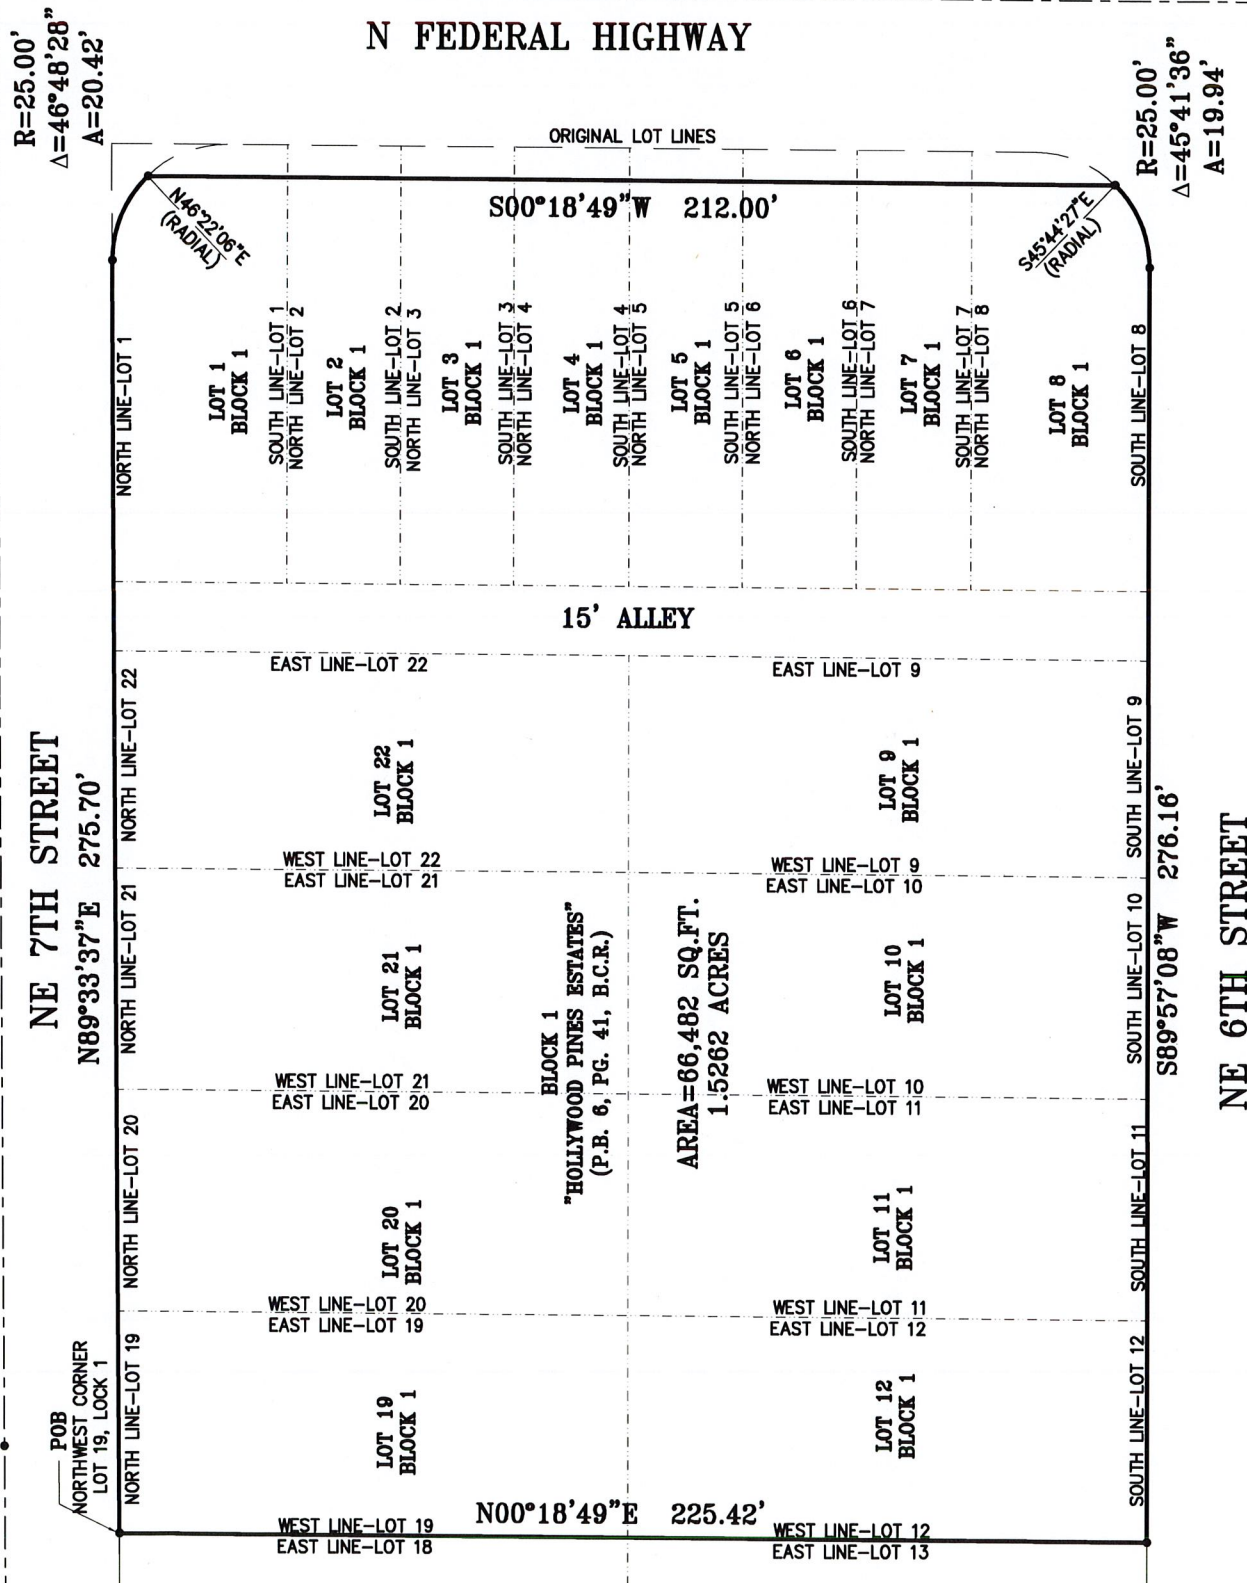 N FEDERAL HIGHWAY
R=25.00'
Δ=46°48'28"
A=20.42'
R=25.00'
Δ=45°41'36"
A=19.94'
ORIGINAL LOT LINES
S00°18'49"W 212.00'
N46°22'06"E
(RADIAL)
S45°44'27"E
(RADIAL)
NORTH LINE-LOT 1
LOT 1
BLOCK 1
SOUTH LINE-LOT 1
NORTH LINE-LOT 2
LOT 2
BLOCK 1
SOUTH LINE-LOT 2
NORTH LINE-LOT 3
LOT 3
BLOCK 1
SOUTH LINE-LOT 3
NORTH LINE-LOT 4
LOT 4
BLOCK 1
SOUTH LINE-LOT 4
NORTH LINE-LOT 5
LOT 5
BLOCK 1
SOUTH LINE-LOT 5
NORTH LINE-LOT 6
LOT 6
BLOCK 1
SOUTH LINE-LOT 6
NORTH LINE-LOT 7
LOT 7
BLOCK 1
SOUTH LINE-LOT 7
NORTH LINE-LOT 8
LOT 8
BLOCK 1
SOUTH LINE-LOT 8
15' ALLEY
EAST LINE-LOT 22
EAST LINE-LOT 9
NORTH LINE-LOT 22
LOT 22
BLOCK 1
LOT 9
BLOCK 1
SOUTH LINE-LOT 9
NE 7TH STREET
N89°33'37"E 275.70'
S89°57'08"W 276.16'
NE 6TH STREET
WEST LINE-LOT 22
EAST LINE-LOT 21
WEST LINE-LOT 9
EAST LINE-LOT 10
NORTH LINE-LOT 21
LOT 21
BLOCK 1
BLOCK 1
"HOLLYWOOD PINES ESTATES"
(P.B. 6, PG. 41, B.C.R.)
AREA=66,482 SQ.FT.
1.5262 ACRES
LOT 10
BLOCK 1
SOUTH LINE-LOT 10
WEST LINE-LOT 21
EAST LINE-LOT 20
WEST LINE-LOT 10
EAST LINE-LOT 11
NORTH LINE-LOT 20
LOT 20
BLOCK 1
LOT 11
BLOCK 1
SOUTH LINE-LOT 11
WEST LINE-LOT 20
EAST LINE-LOT 19
WEST LINE-LOT 11
EAST LINE-LOT 12
POB
NORTHWEST CORNER
LOT 19, LOCK 1
NORTH LINE-LOT 19
LOT 19
BLOCK 1
LOT 12
BLOCK 1
SOUTH LINE-LOT 12
N00°18'49"E 225.42'
WEST LINE-LOT 19
EAST LINE-LOT 18
WEST LINE-LOT 12
EAST LINE-LOT 13